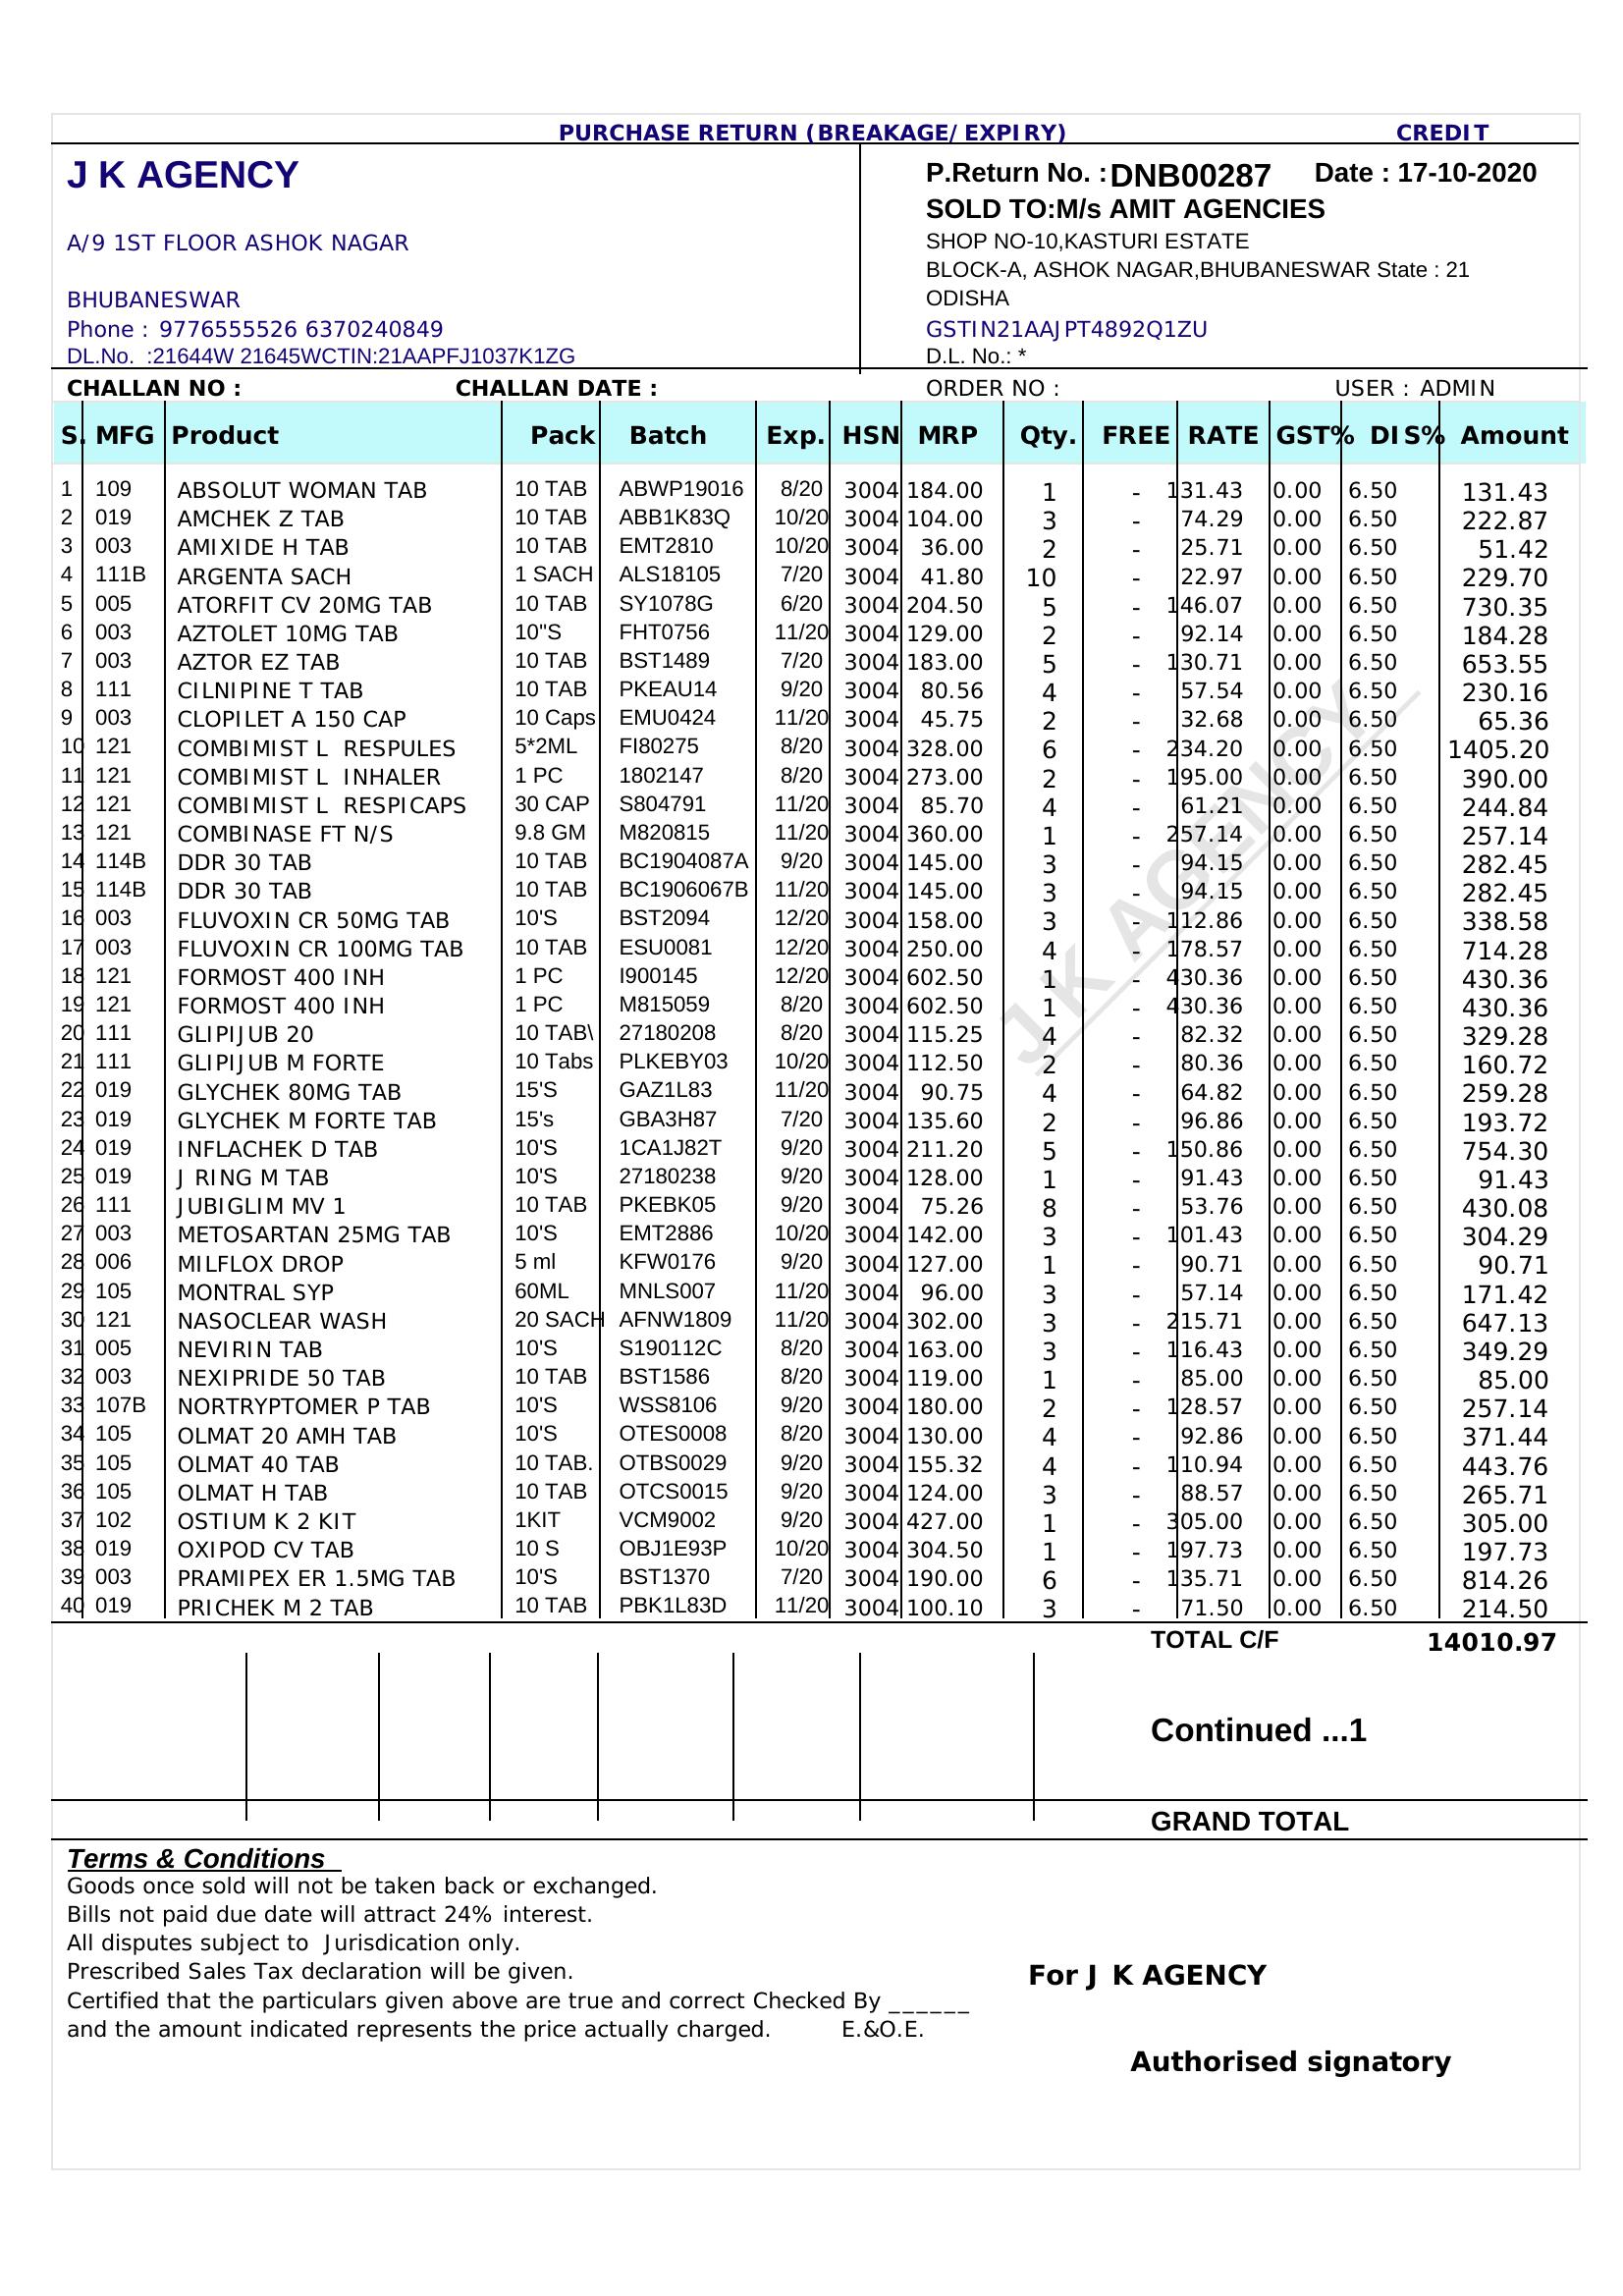 PURCHASE RETURN (BREAKAGE/EXPIRY) CREDIT
J K AGENCY
P.Return No. : DNB00287 Date : 17-10-2020
SOLD TO:M/s AMIT AGENCIES
A/9 1ST FLOOR ASHOK NAGAR SHOP NO-10,KASTURI ESTATE
BLOCK-A, ASHOK NAGAR,BHUBANESWAR State : 21
BHUBANESWAR ODISHA
Phone : 9776555526 6370240849 GSTIN21AAJPT4892Q1ZU
DL.No. :21644W 21645WCTIN:21AAPFJ1037K1ZG D.L. No.: *
CHALLAN NO : CHALLAN DATE : ORDER NO : USER : ADMIN
S. MFG Product Pack Batch Exp. HSN MRP Qty. FREE RATE GST% DIS% Amount
1 109 ABSOLUT WOMAN TAB 10 TAB ABWP19016 8/20 3004 184.00 1 - 131.43 0.00 6.50 131.43
2 019 AMCHEK Z TAB 10 TAB ABB1K83Q 10/20 3004 104.00 3 - 74.29 0.00 6.50 222.87
3 003 AMIXIDE H TAB 10 TAB EMT2810 10/20 3004 36.00 2 - 25.71 0.00 6.50 51.42
4 111B ARGENTA SACH 1 SACH ALS18105 7/20 3004 41.80 10 - 22.97 0.00 6.50 229.70
5 005 ATORFIT CV 20MG TAB 10 TAB SY1078G 6/20 3004 204.50 5 - 146.07 0.00 6.50 730.35
6 003 AZTOLET 10MG TAB 10"S FHT0756 11/20 3004 129.00 2 - 92.14 0.00 6.50 184.28
7 003 AZTOR EZ TAB 10 TAB BST1489 7/20 3004 183.00 5 - 130.71 0.00 6.50 653.55
8 111 CILNIPINE T TAB 10 TAB PKEAU14 9/20 3004 80.56 4 - 57.54 0.00 6.50 230.16
9 003 CLOPILET A 150 CAP 10 Caps EMU0424 11/20 3004 45.75 2 - 32.68 0.00 6.50 65.36
10 121 COMBIMIST L RESPULES 5*2ML FI80275 8/20 3004 328.00 6 - 234.20 0.00 6.50 1405.20
11 121 COMBIMIST L INHALER 1 PC 1802147 8/20 3004 273.00 2 - 195.00 0.00 6.50 390.00
12 121 COMBIMIST L RESPICAPS 30 CAP S804791 11/20 3004 85.70 4 - 61.21 0.00 6.50 244.84
13 121 COMBINASE FT N/S 9.8 GM M820815 11/20 3004 360.00 1 - 257.14 0.00 6.50 257.14
14 114B DDR 30 TAB 10 TAB BC1904087A 9/20 3004 145.00 3 - 94.15 0.00 6.50 282.45
15 114B DDR 30 TAB 10 TAB BC1906067B 11/20 3004 145.00 3 - 94.15 0.00 6.50 282.45
16 003 FLUVOXIN CR 50MG TAB 10'S BST2094 12/20 3004 158.00 3 - 112.86 0.00 6.50 338.58
17 003 FLUVOXIN CR 100MG TAB 10 TAB ESU0081 12/20 3004 250.00 4 - 178.57 0.00 6.50 714.28
18 121 FORMOST 400 INH 1 PC I900145 12/20 3004 602.50 1 - 430.36 0.00 6.50 430.36
19 121 FORMOST 400 INH 1 PC M815059 8/20 3004 602.50 1 - 430.36 0.00 6.50 430.36
20 111 GLIPIJUB 20 10 TAB\ 27180208 8/20 3004 115.25 4 - 82.32 0.00 6.50 329.28
21 111 GLIPIJUB M FORTE 10 Tabs PLKEBY03 10/20 3004 112.50 2 - 80.36 0.00 6.50 160.72
22 019 GLYCHEK 80MG TAB 15'S GAZ1L83 11/20 3004 90.75 4 - 64.82 0.00 6.50 259.28
23 019 GLYCHEK M FORTE TAB 15's GBA3H87 7/20 3004 135.60 2 - 96.86 0.00 6.50 193.72
24 019 INFLACHEK D TAB 10'S 1CA1J82T 9/20 3004 211.20 5 - 150.86 0.00 6.50 754.30
25 019 J RING M TAB 10'S 27180238 9/20 3004 128.00 1 - 91.43 0.00 6.50 91.43
26 111 JUBIGLIM MV 1 10 TAB PKEBK05 9/20 3004 75.26 8 - 53.76 0.00 6.50 430.08
27 003 METOSARTAN 25MG TAB 10'S EMT2886 10/20 3004 142.00 3 - 101.43 0.00 6.50 304.29
28 006 MILFLOX DROP 5 ml KFW0176 9/20 3004 127.00 1 - 90.71 0.00 6.50 90.71
29 105 MONTRAL SYP 60ML MNLS007 11/20 3004 96.00 3 - 57.14 0.00 6.50 171.42
30 121 NASOCLEAR WASH 20 SACH AFNW1809 11/20 3004 302.00 3 - 215.71 0.00 6.50 647.13
31 005 NEVIRIN TAB 10'S S190112C 8/20 3004 163.00 3 - 116.43 0.00 6.50 349.29
32 003 NEXIPRIDE 50 TAB 10 TAB BST1586 8/20 3004 119.00 1 - 85.00 0.00 6.50 85.00
33 107B NORTRYPTOMER P TAB 10'S WSS8106 9/20 3004 180.00 2 - 128.57 0.00 6.50 257.14
34 105 OLMAT 20 AMH TAB 10'S OTES0008 8/20 3004 130.00 4 - 92.86 0.00 6.50 371.44
35 105 OLMAT 40 TAB 10 TAB. OTBS0029 9/20 3004 155.32 4 - 110.94 0.00 6.50 443.76
36 105 OLMAT H TAB 10 TAB OTCS0015 9/20 3004 124.00 3 - 88.57 0.00 6.50 265.71
37 102 OSTIUM K 2 KIT 1KIT VCM9002 9/20 3004 427.00 1 - 305.00 0.00 6.50 305.00
38 019 OXIPOD CV TAB 10 S OBJ1E93P 10/20 3004 304.50 1 - 197.73 0.00 6.50 197.73
39 003 PRAMIPEX ER 1.5MG TAB 10'S BST1370 7/20 3004 190.00 6 - 135.71 0.00 6.50 814.26
40 019 PRICHEK M 2 TAB 10 TAB PBK1L83D 11/20 3004 100.10 3 - 71.50 0.00 6.50 214.50
J K AGENCY
TOTAL C/F 14010.97
Continued ...1
GRAND TOTAL
Terms & Conditions
Goods once sold will not be taken back or exchanged.
Bills not paid due date will attract 24% interest.
All disputes subject to Jurisdication only.
Prescribed Sales Tax declaration will be given.
For J K AGENCY
Certified that the particulars given above are true and correct Checked By ______
and the amount indicated represents the price actually charged. E.&O.E.
Authorised signatory